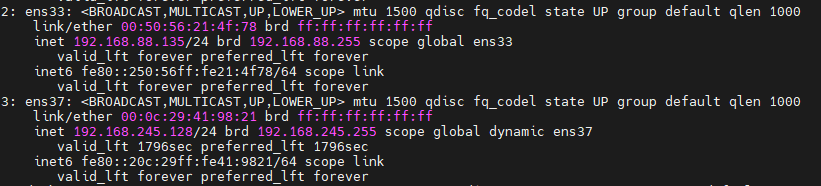 2: ens33: <BROADCAST,MULTICAST,UP,LOWER_UP> mtu 1500 qdisc fq_codel state UP group default qlen 1000
link/ether 00:50:56:21:4f:78 brd ff:ff:ff:ff:ff:ff
inet 192.168.88.135/24 brd 192.168.88.255 scope global ens33
valid_lft forever preferred_lft forever
inet6 fe80::250:56ff:fe21:4f78/64 scope link
valid_lft forever preferred_lft forever
3: ens37: <BROADCAST,MULTICAST,UP,LOWER_UP> mtu 1500 qdisc fq_codel state UP group default qlen 1000
link/ether 00:0c:29:41:98:21 brd ff:ff:ff:ff:ff:ff
inet 192.168.245.128/24 brd 192.168.245.255 scope global dynamic ens37
valid_lft 1796sec preferred_lft 1796sec
inet6 fe80::20c:29ff:fe41:9821/64 scope link
valid_lft forever preferred_lft forever